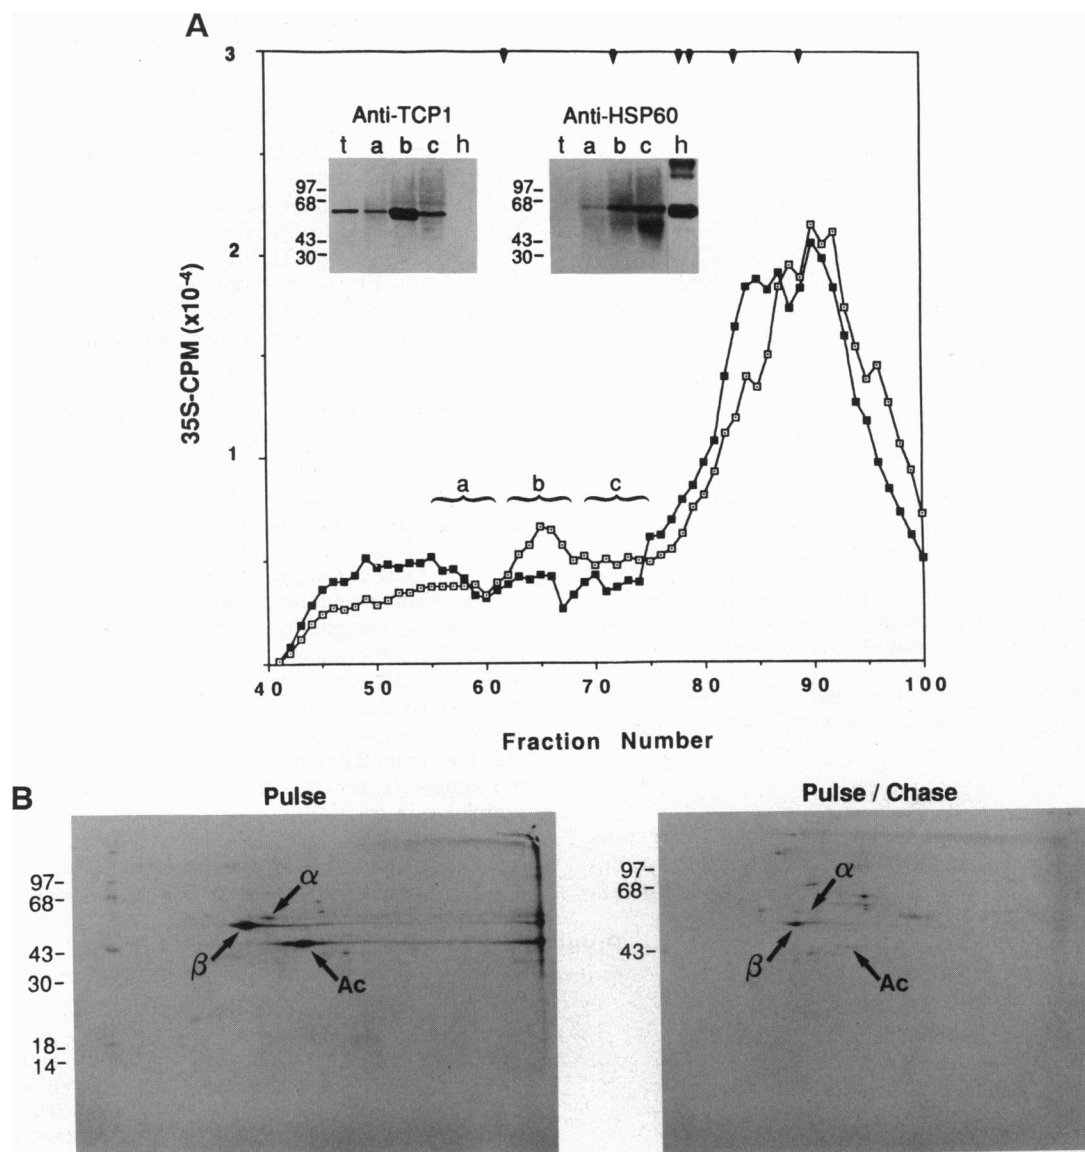 A
3
2
1
35S-CPM (x10-4)
Anti-TCP1
t a b c h
97-
68-
43-
30-
Anti-HSP60
t a b c h
97-
68-
43-
30-
a b c
40 50 60 70 80 90 100
Fraction Number
B
Pulse
97-
68-
43-
30-
18-
14-
α
β
Ac
Pulse / Chase
97-
68-
43-
α
β
Ac